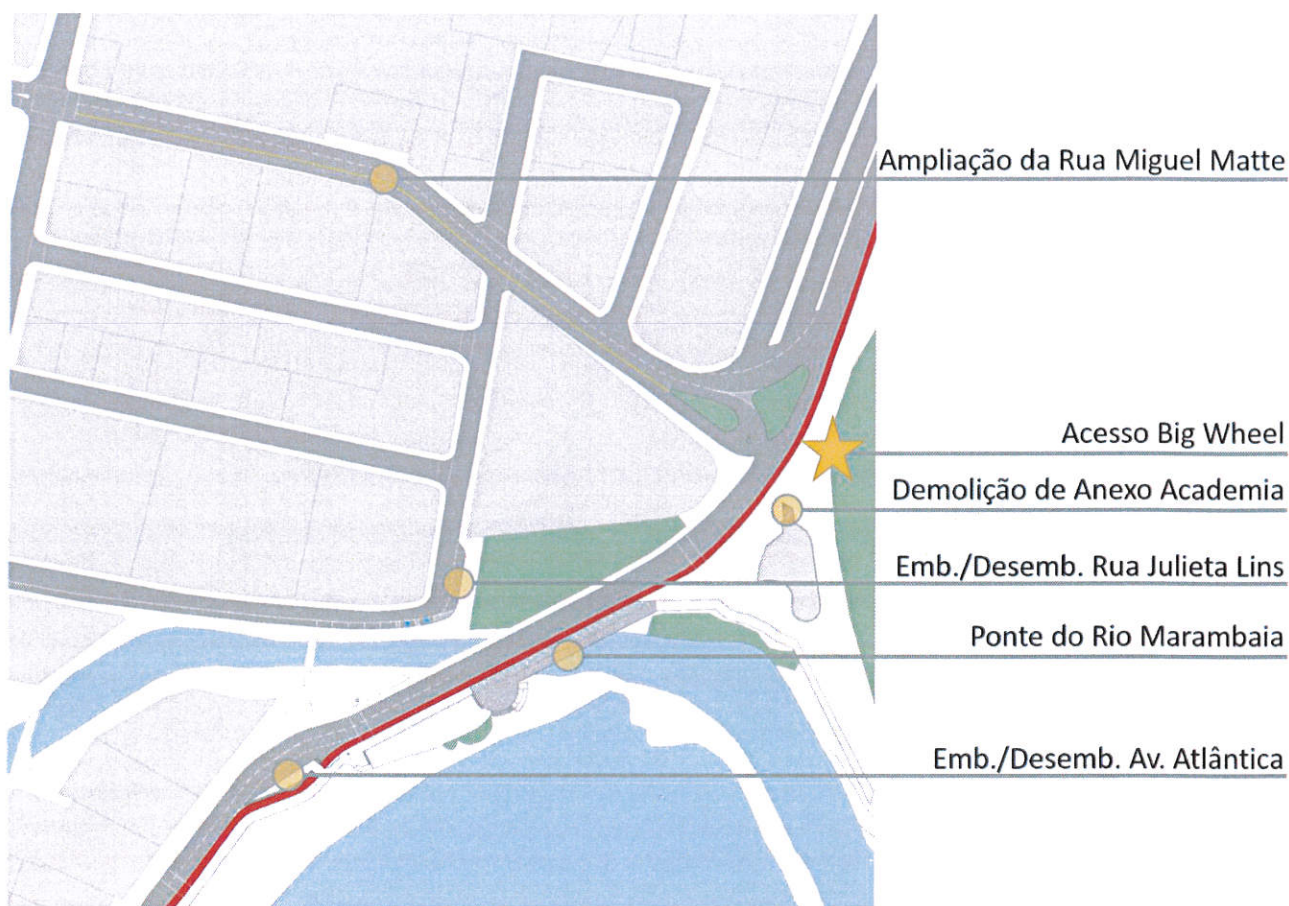 Ampliação da Rua Miguel Matte
Acesso Big Wheel
Demolição de Anexo Academia
Emb./Desemb. Rua Julieta Lins
Ponte do Rio Marambaia
Emb./Desemb. Av. Atlântica